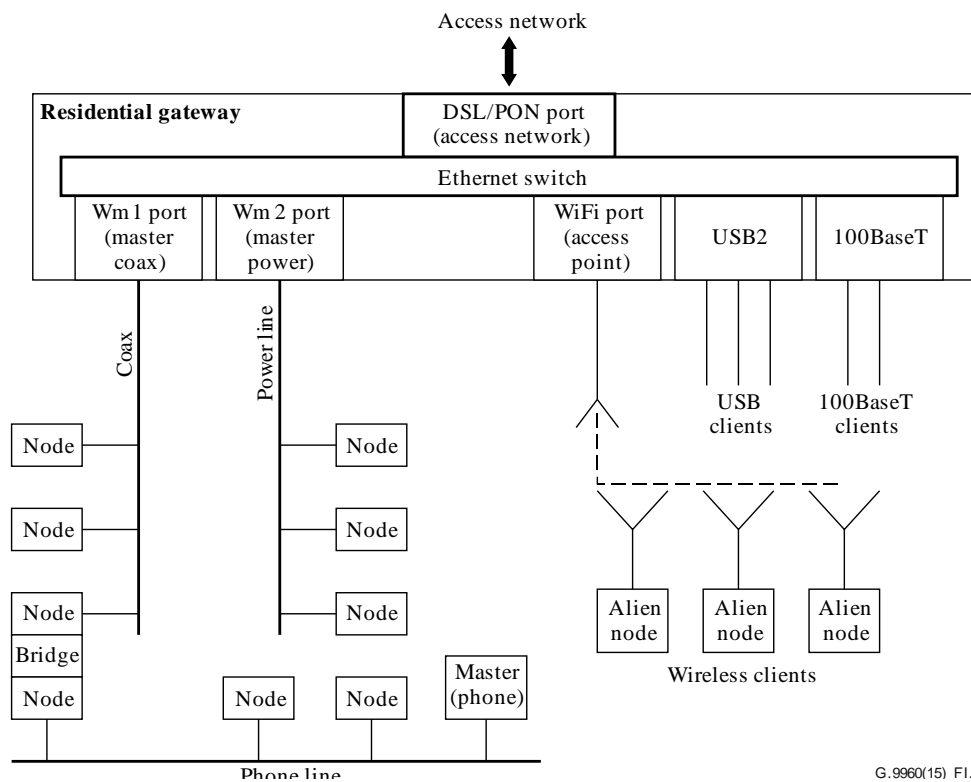 Access network
Residential gateway
DSL/PON port
(access network)
Ethernet switch
Wm 1 port
(master
coax)
Wm 2 port
(master
power)
WiFi port
(access
point)
USB2
100BaseT
Coax
Power line
USB
clients
100BaseT
clients
Node
Node
Node
Node
Node
Node
Bridge
Node
Node
Node
Master
(phone)
Alien
node
Alien
node
Alien
node
Wireless clients
Phone line
G.9960(15)_FI.